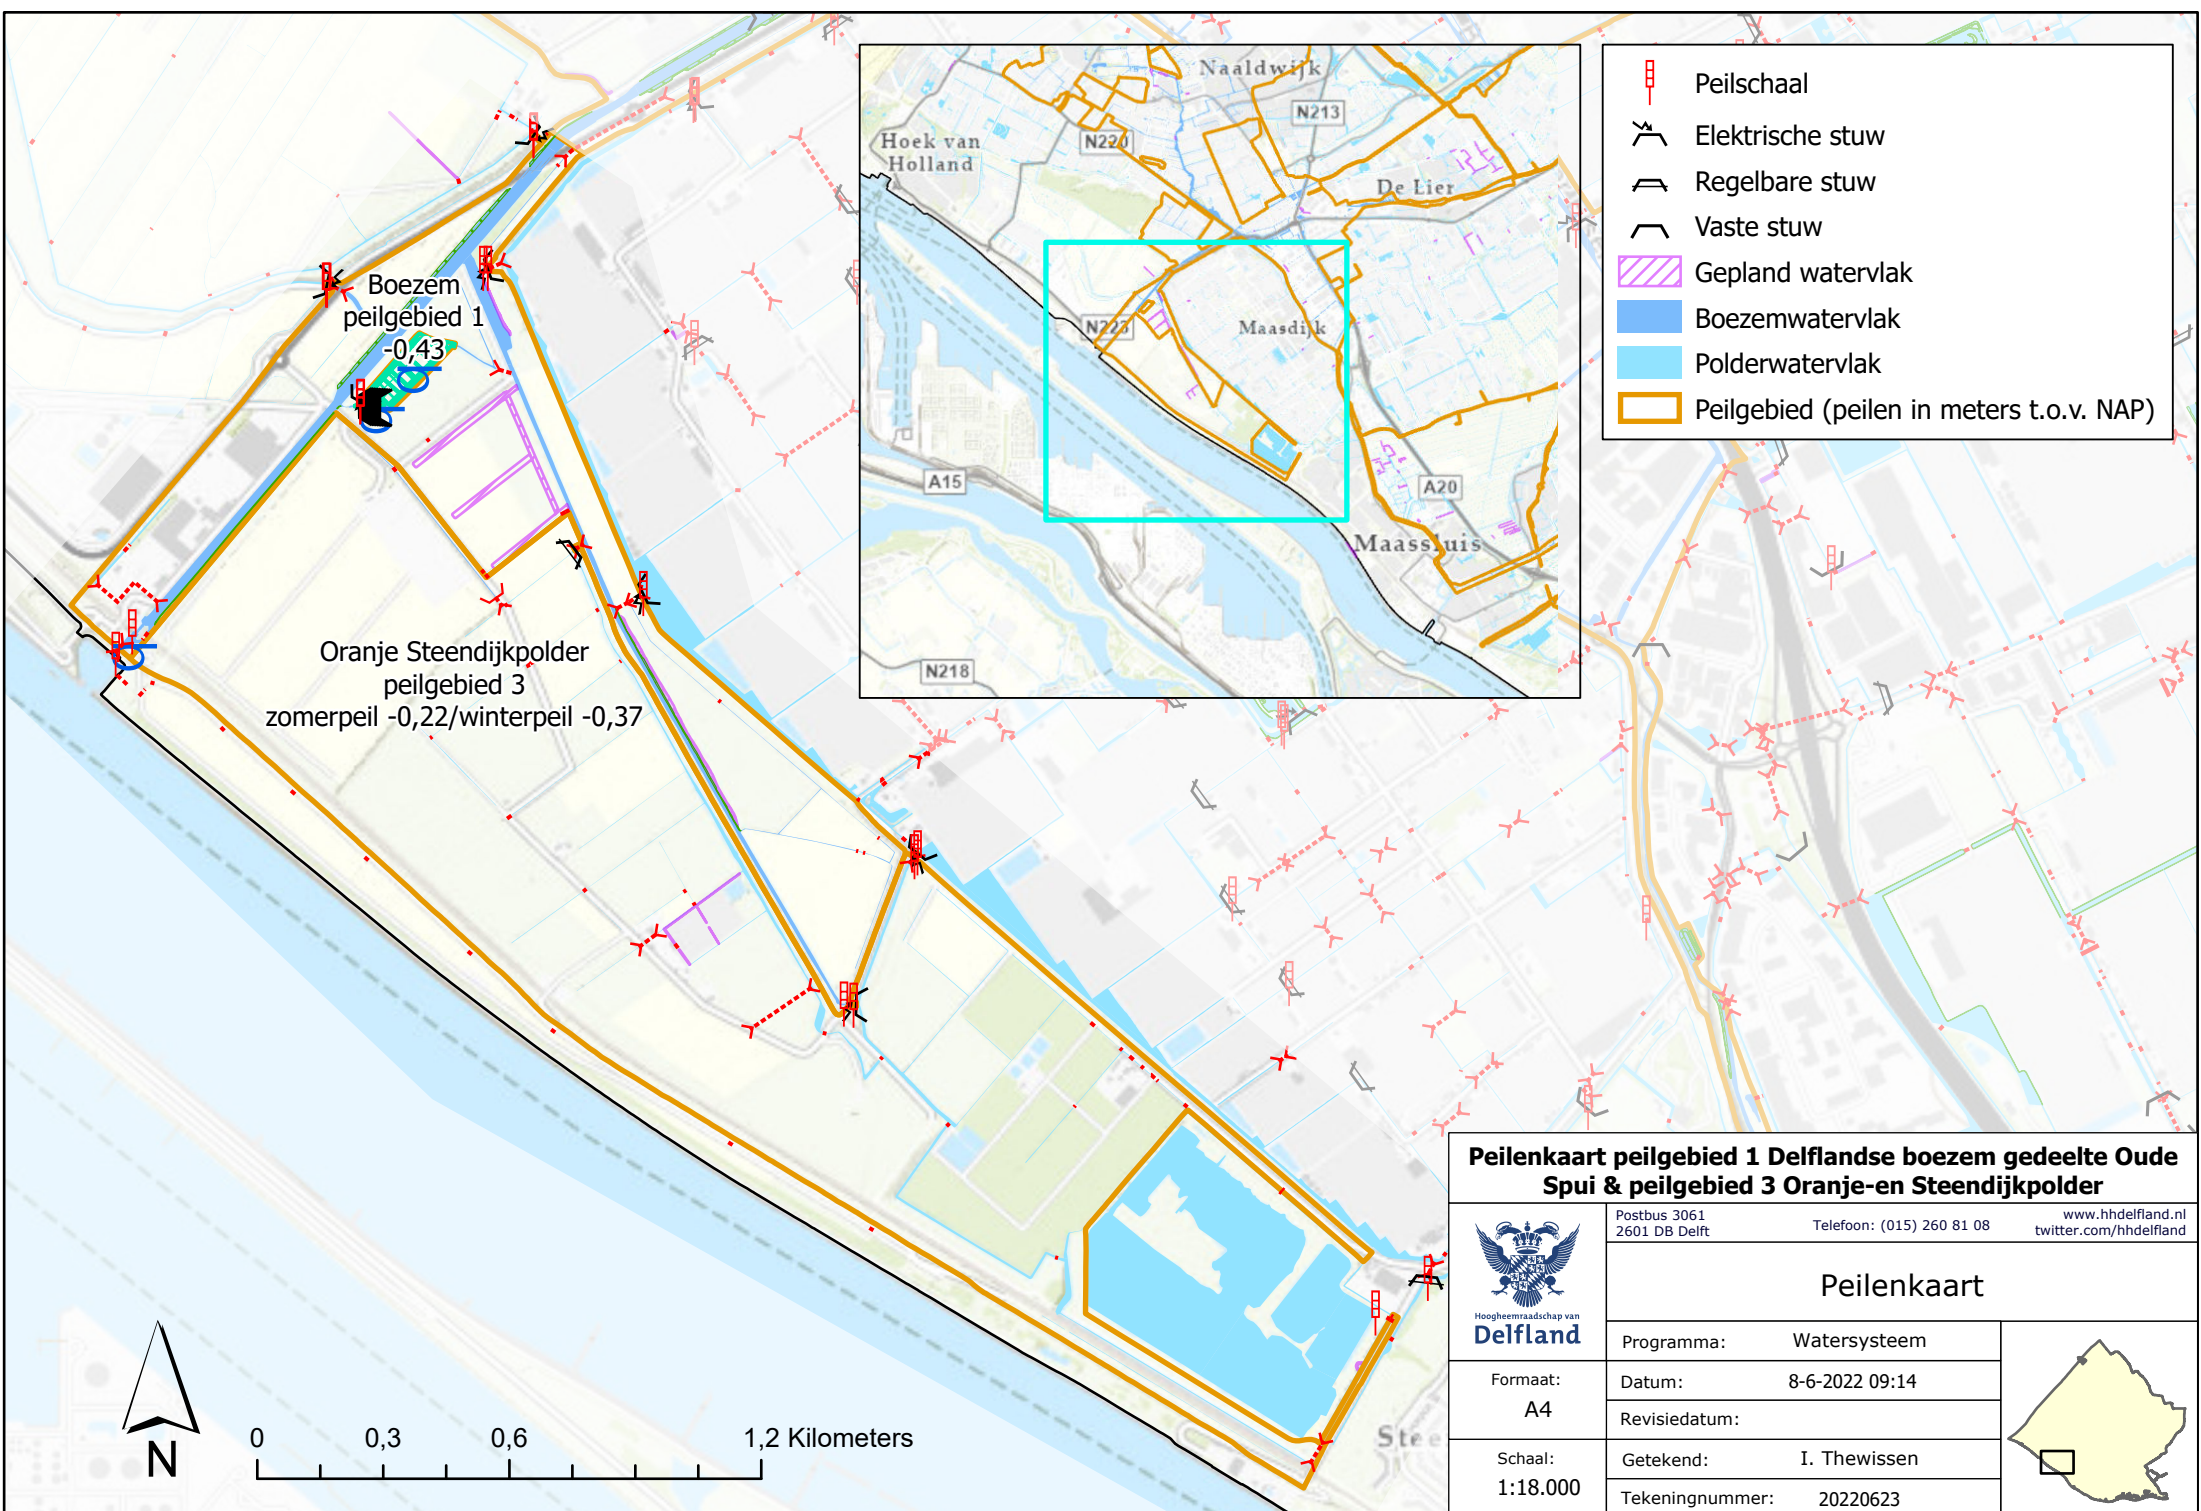 Boezem
peilgebied 1
-0,43
Oranje Steendijkpolder
peilgebied 3
zomerpeil -0,22/winterpeil -0,37
Naaldwijk
N213
Hoek van
Holland
N220
De Lier
N223
Maasdijk
A15
A20
Maassluis
N218
Peilschaal
Elektrische stuw
Regelbare stuw
Vaste stuw
Gepland watervlak
Boezemwatervlak
Polderwatervlak
Peilgebied (peilen in meters t.o.v. NAP)
Stee
N
0 0,3 0,6 1,2 Kilometers
Peilenkaart peilgebied 1 Delflandse boezem gedeelte Oude
Spui & peilgebied 3 Oranje-en Steendijkpolder
Hoogheemraadschap van
Delfland
Postbus 3061
2601 DB Delft
Telefoon: (015) 260 81 08
www.hhdelfland.nl
twitter.com/hhdelfland
Peilenkaart
Programma: Watersysteem
Formaat:
A4
Datum: 8-6-2022 09:14
Revisiedatum:
Schaal:
1:18.000
Getekend: I. Thewissen
Tekeningnummer: 20220623